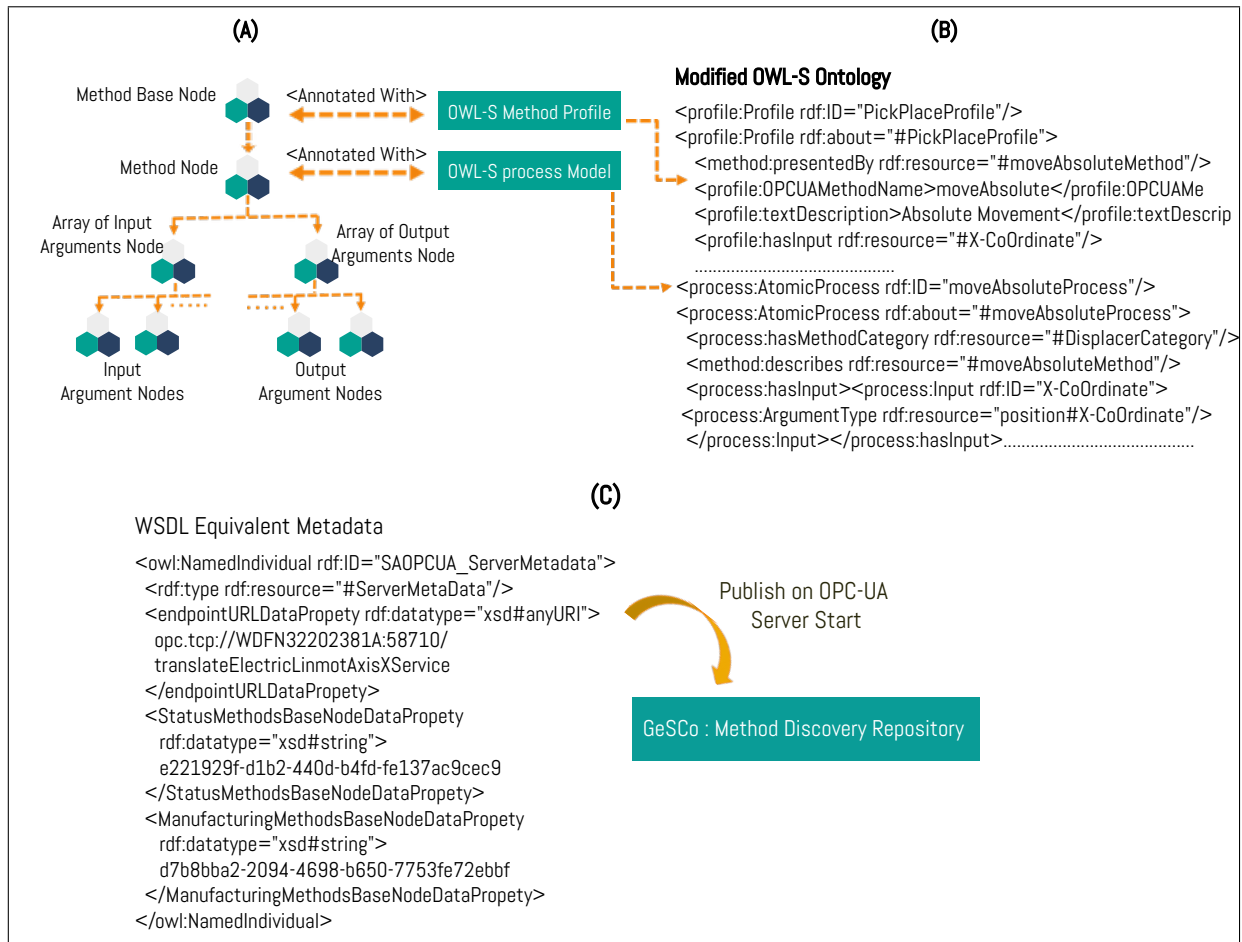 (A)
Method Base Node
<Annotated With>
OWL-S Method Profile
Method Node
<Annotated With>
OWL-S process Model
Array of Input
Arguments Node
Array of Output
Arguments Node
Input
Argument Nodes
Output
Argument Nodes
(B)
Modified OWL-S Ontology
<profile:Profile rdf:ID="PickPlaceProfile"/>
<profile:Profile rdf:about="#PickPlaceProfile">
<method:presentedBy rdf:resource="#moveAbsoluteMethod"/>
<profile:OPCUAMethodName>moveAbsolute</profile:OPCUAMe
<profile:textDescription>Absolute Movement</profile:textDescrip
<profile:hasInput rdf:resource="#X-CoOrdinate"/>
............................................
<process:AtomicProcess rdf:ID="moveAbsoluteProcess"/>
<process:AtomicProcess rdf:about="#moveAbsoluteProcess">
<process:hasMethodCategory rdf:resource="#DisplacerCategory"/>
<method:describes rdf:resource="#moveAbsoluteMethod"/>
<process:hasInput><process:Input rdf:ID="X-CoOrdinate">
<process:ArgumentType rdf:resource="position#X-CoOrdinate"/>
</process:Input></process:hasInput>..........................................
(C)
WSDL Equivalent Metadata
<owl:NamedIndividual rdf:ID="SAOPCUA_ServerMetadata">
<rdf:type rdf:resource="#ServerMetaData"/>
<endpointURLDataPropety rdf:datatype="xsd#anyURI">
opc.tcp://WDFN32202381A:58710/
translateElectricLinmotAxisXService
</endpointURLDataPropety>
<StatusMethodsBaseNodeDataPropety
rdf:datatype="xsd#string">
e221929f-d1b2-440d-b4fd-fe137ac9cec9
</StatusMethodsBaseNodeDataPropety>
<ManufacturingMethodsBaseNodeDataPropety
rdf:datatype="xsd#string">
d7b8bba2-2094-4698-b650-7753fe72ebbf
</ManufacturingMethodsBaseNodeDataPropety>
</owl:NamedIndividual>
Publish on OPC-UA
Server Start
GeSCo : Method Discovery Repository